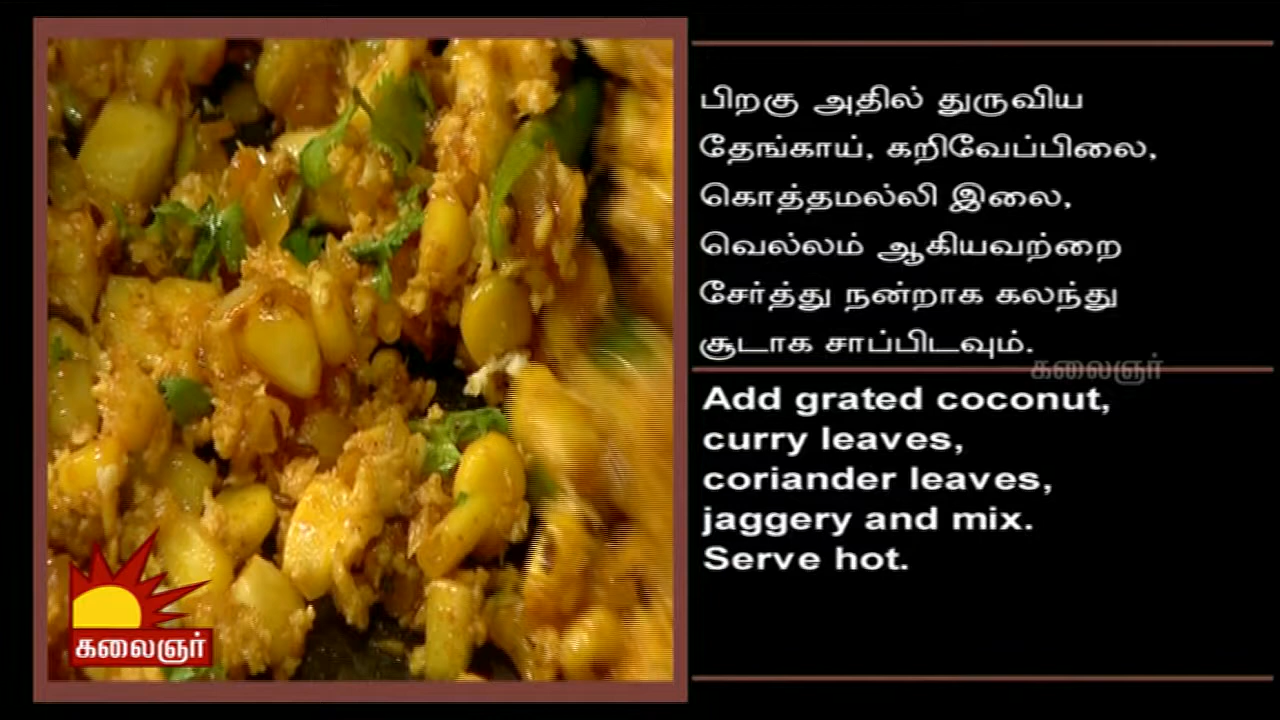 பிறகு அதில் துருவிய
தேங்காய், கறிவேப்பிலை,
கொத்தமல்லி இலை,
வெல்லம் ஆகியவற்றை
சேர்த்து நன்றாக கலந்து
சூடாக சாப்பிடவும்.
கலைஞர்
Add grated coconut,
curry leaves,
coriander leaves,
jaggery and mix.
Serve hot.
கலைஞர்